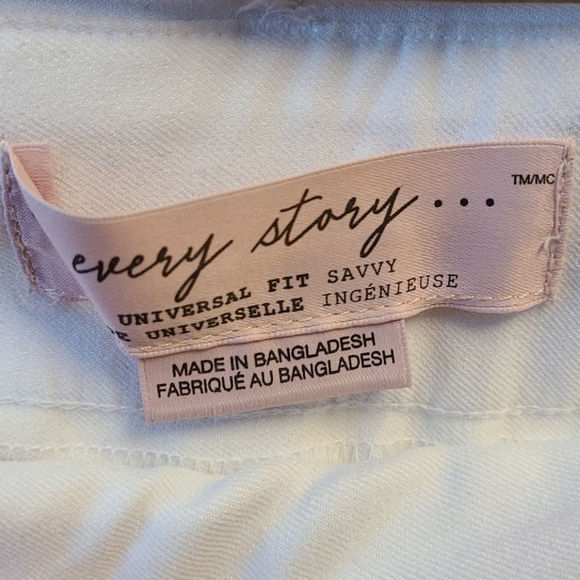 every story...
TM/MC
UNIVERSAL FIT SAVVY
UNIVERSELLE INGÉNIEUSE
MADE IN BANGLADESH
FABRIQUÉ AU BANGLADESH